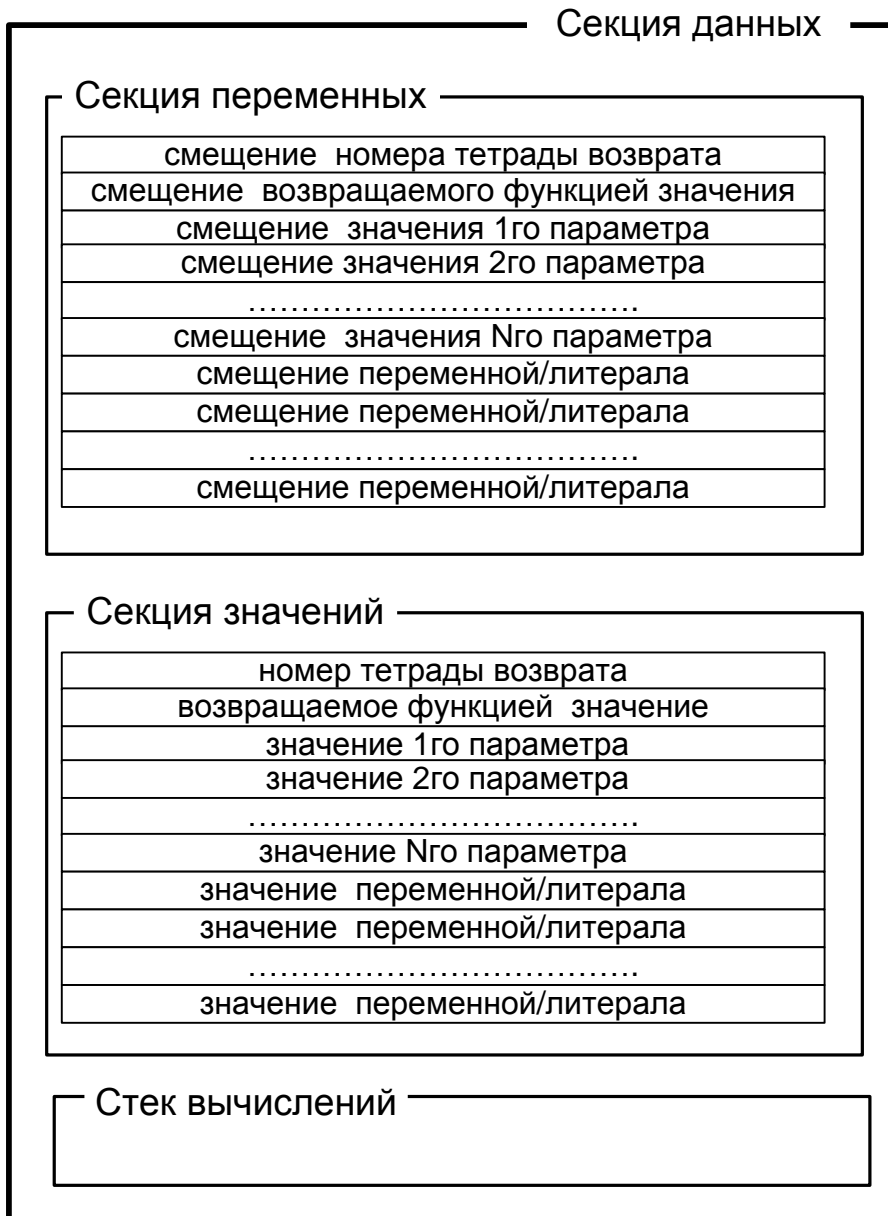 Секция данных
Секция переменных
смещение номера тетрады возврата
смещение возвращаемого функцией значения
смещение значения 1го параметра
смещение значения 2го параметра
……………………………….
смещение значения Nго параметра
смещение переменной/литерала
смещение переменной/литерала
……………………………….
смещение переменной/литерала
Секция значений
номер тетрады возврата
возвращаемое функцией значение
значение 1го параметра
значение 2го параметра
……………………………….
значение Nго параметра
значение переменной/литерала
значение переменной/литерала
……………………………….
значение переменной/литерала
Стек вычислений